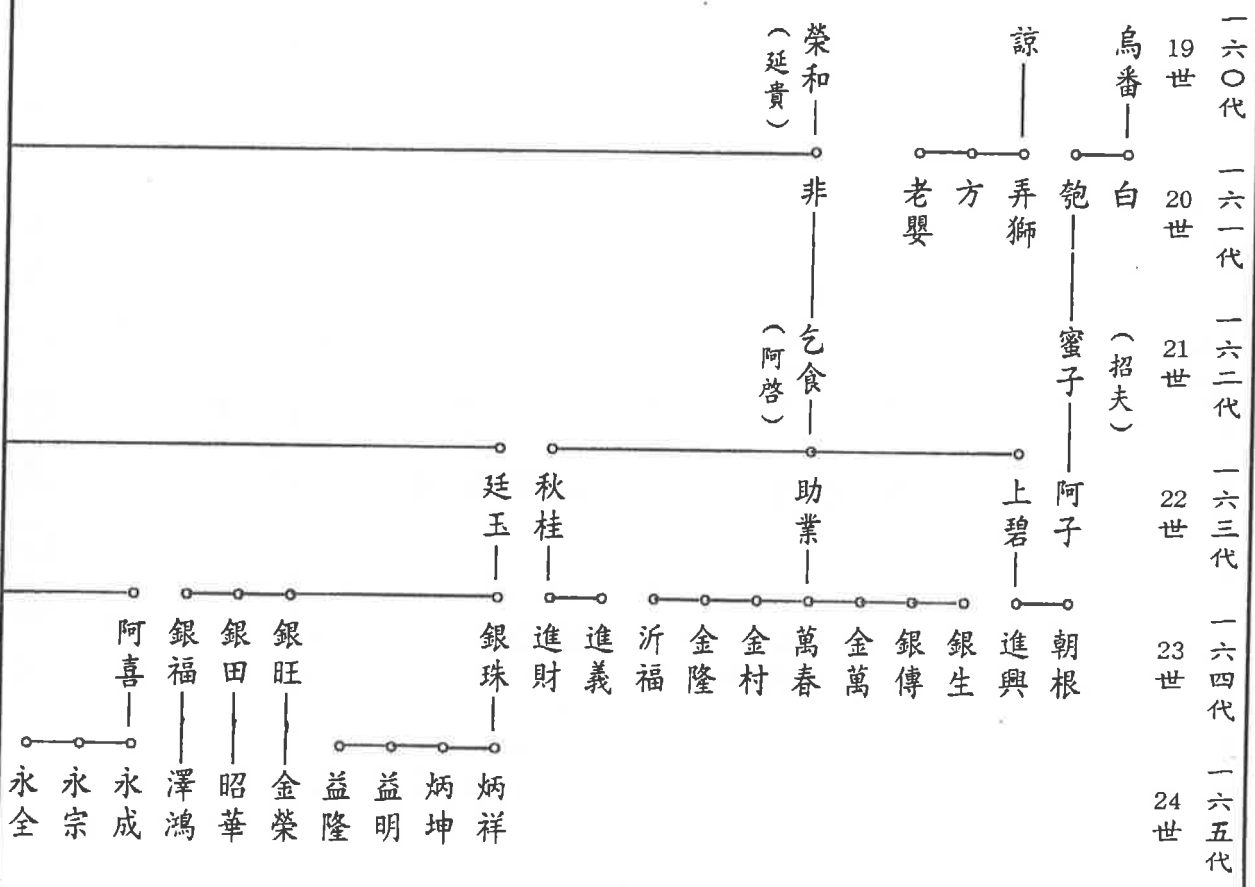 一六〇代
19世
烏番
諒
榮和
（延貴）
一六一代
20世
白
匏
弄獅
方
老嬰
非
一六二代
21世
（招夫）
蜜子
乞食
（阿啓）
一六三代
22世
阿子
上碧
助業
秋桂
廷玉
一六四代
23世
朝根
進興
銀生
銀傳
金萬
萬春
金村
金隆
沂福
進義
進財
銀珠
銀旺
銀田
銀福
阿喜
一六五代
24世
炳祥
炳坤
益明
益隆
金榮
昭華
澤鴻
永成
永宗
永全